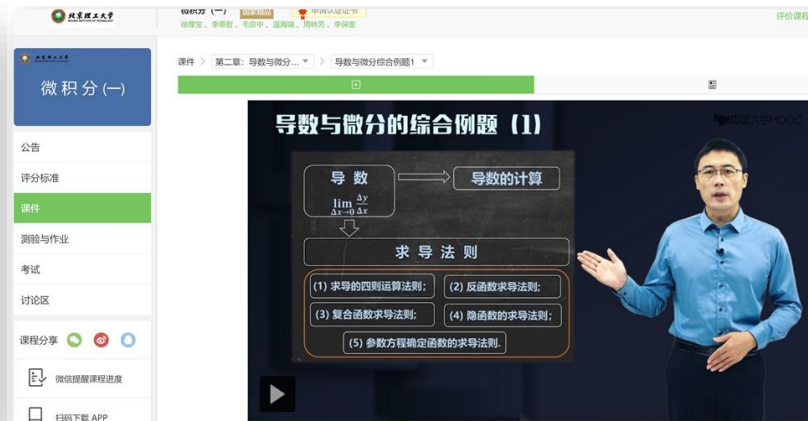 北京理工大学
微积分（一）
申请认证证书
徐厚宝、李翠哲、毛京中、温海瑞、周林芳、李保奎
评价课程
微积分(一)
课件 > 第二章：导数与微分... > 导数与微分综合例题1
公告
评分标准
课件
测验与作业
考试
讨论区
课程分享
微信提醒课程进度
扫码下载 APP
导数与微分的综合例题（1）
中国大学MOOC
导 数
导数的计算
lim Δy/Δx
Δx→0
求 导 法 则
(1) 求导的四则运算法则;
(2) 反函数求导法则;
(3) 复合函数求导法则;
(4) 隐函数的求导法则;
(5) 参数方程确定函数的求导法则.